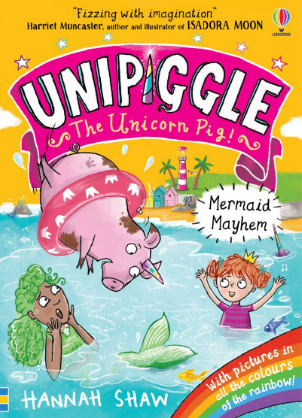 "Fizzing with imagination"
Harriet Muncaster, author and illustrator of ISADORA MOON
USBORNE
UNIPIGGLE
The Unicorn Pig!
Mermaid
Mayhem
HANNAH SHAW
With pictures in
all the colours
of the rainbow!